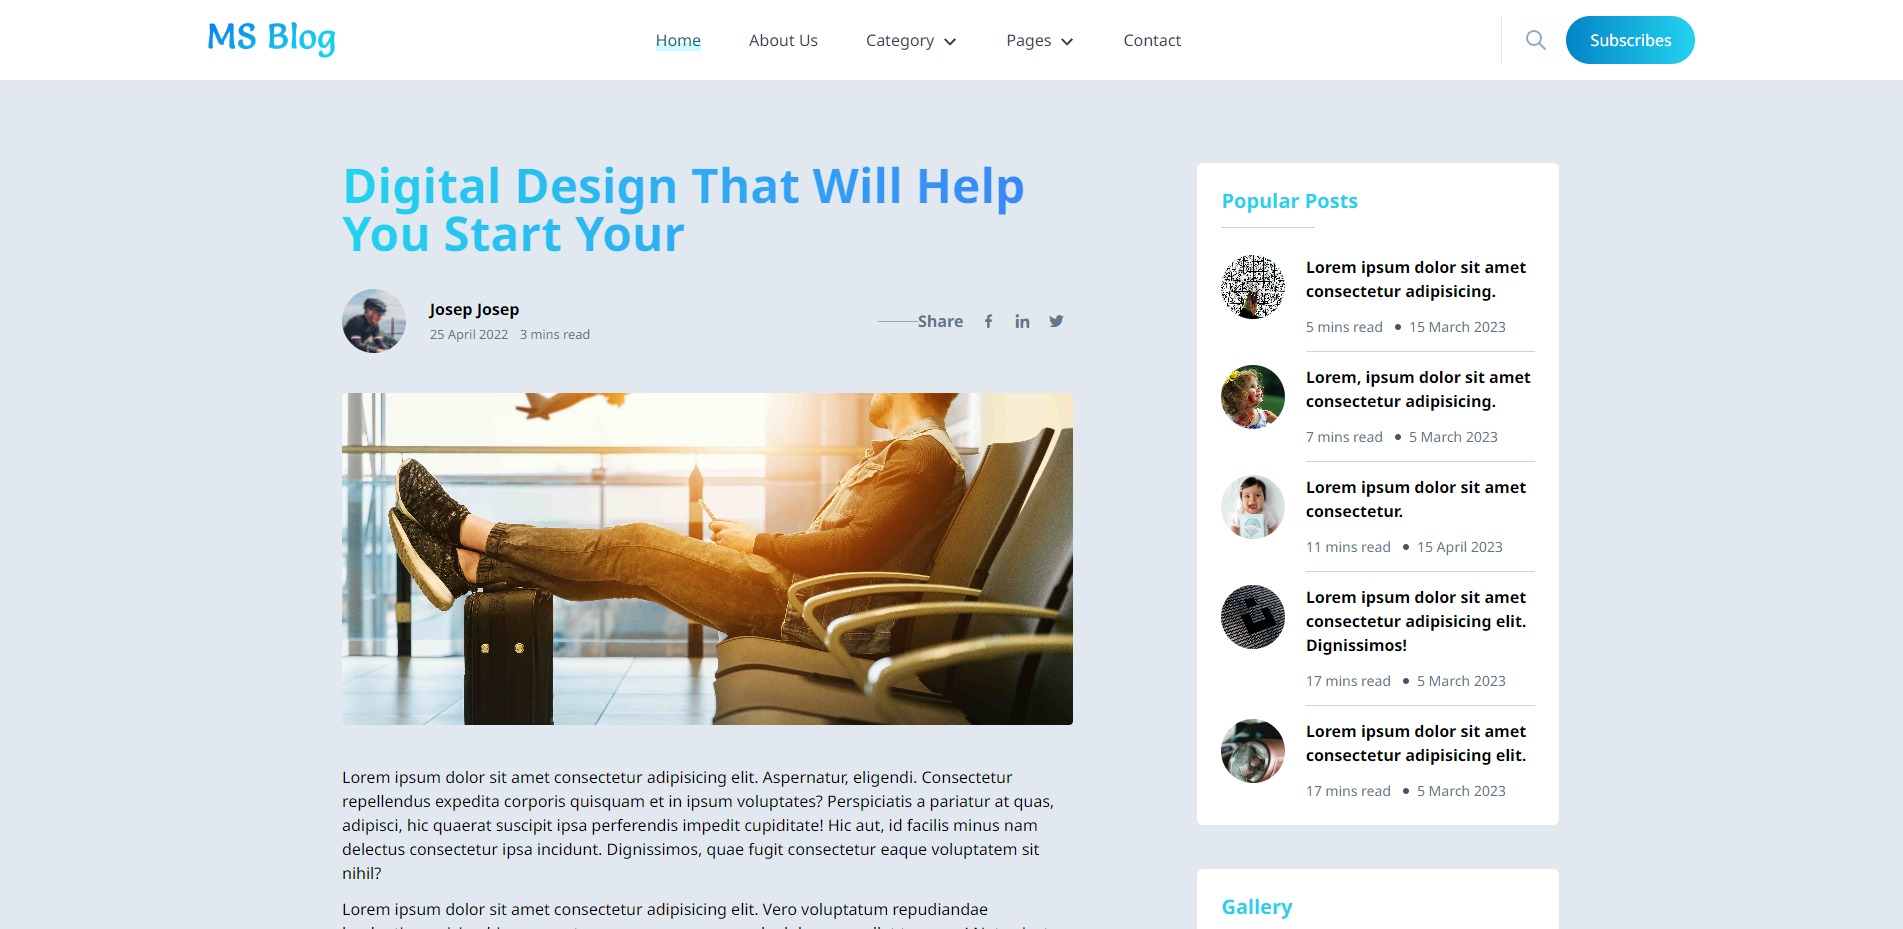 MS Blog
Home
About Us
Category
Pages
Contact
Subscribes
Digital Design That Will Help
You Start Your
Josep Josep
25 April 2022 3 mins read
Share
Lorem ipsum dolor sit amet consectetur adipisicing elit. Aspernatur, eligendi. Consectetur
repellendus expedita corporis quisquam et in ipsum voluptates? Perspiciatis a pariatur at quas,
adipisci, hic quaerat suscipit ipsa perferendis impedit cupiditate! Hic aut, id facilis minus nam
delectus consectetur ipsa incidunt. Dignissimos, quae fugit consectetur eaque voluptatem sit
nihil?
Lorem ipsum dolor sit amet consectetur adipisicing elit. Vero voluptatum repudiandae
Popular Posts
Lorem ipsum dolor sit amet
consectetur adipisicing.
5 mins read • 15 March 2023
Lorem, ipsum dolor sit amet
consectetur adipisicing.
7 mins read • 5 March 2023
Lorem ipsum dolor sit amet
consectetur.
11 mins read • 15 April 2023
Lorem ipsum dolor sit amet
consectetur adipisicing elit.
Dignissimos!
17 mins read • 5 March 2023
Lorem ipsum dolor sit amet
consectetur adipisicing elit.
17 mins read • 5 March 2023
Gallery